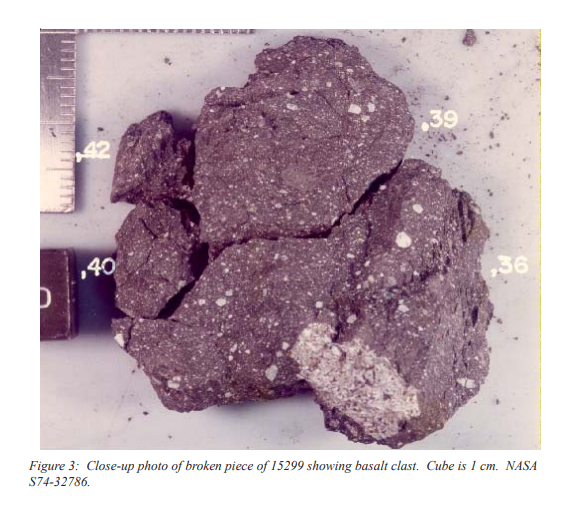 ,42
,39
,40
,36
Figure 3: Close-up photo of broken piece of 15299 showing basalt clast. Cube is 1 cm. NASA
S74-32786.